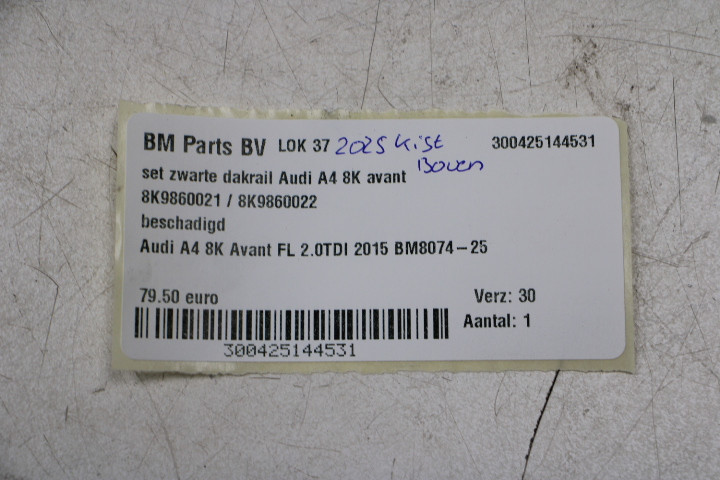 BM Parts BV LOK 37 2025 Kist 300425144531
Boven
set zwarte dakrail Audi A4 8K avant
8K9860021 / 8K9860022
beschadigd
Audi A4 8K Avant FL 2.0TDI 2015 BM8074-25
79.50 euro Verz: 30
Aantal: 1
300425144531